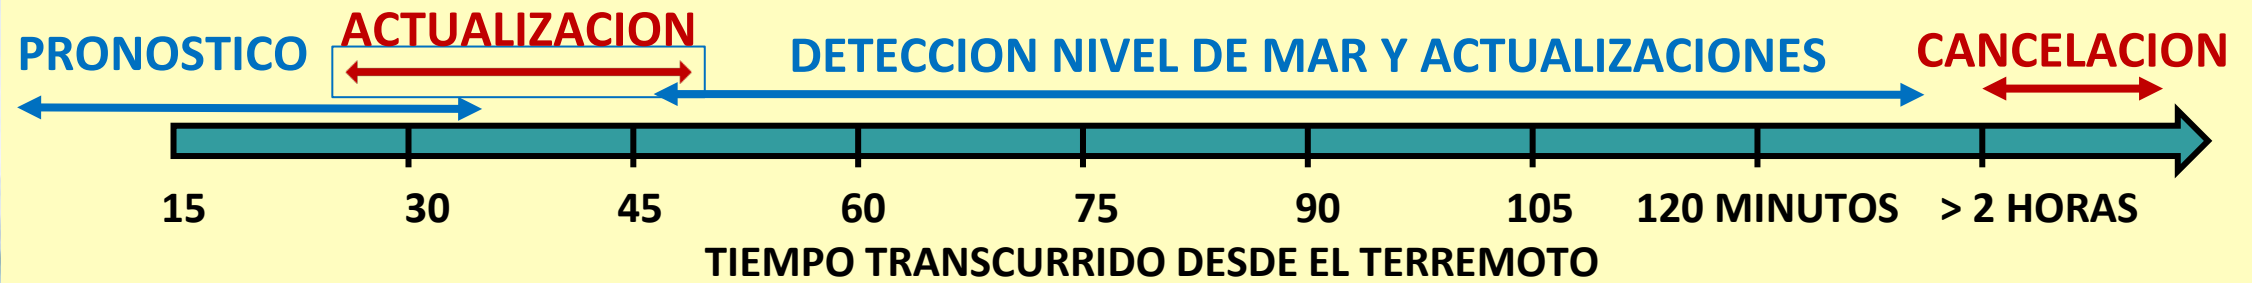 PRONOSTICO
ACTUALIZACION
DETECCION NIVEL DE MAR Y ACTUALIZACIONES
CANCELACION
15 30 45 60 75 90 105 120 MINUTOS > 2 HORAS
TIEMPO TRANSCURRIDO DESDE EL TERREMOTO